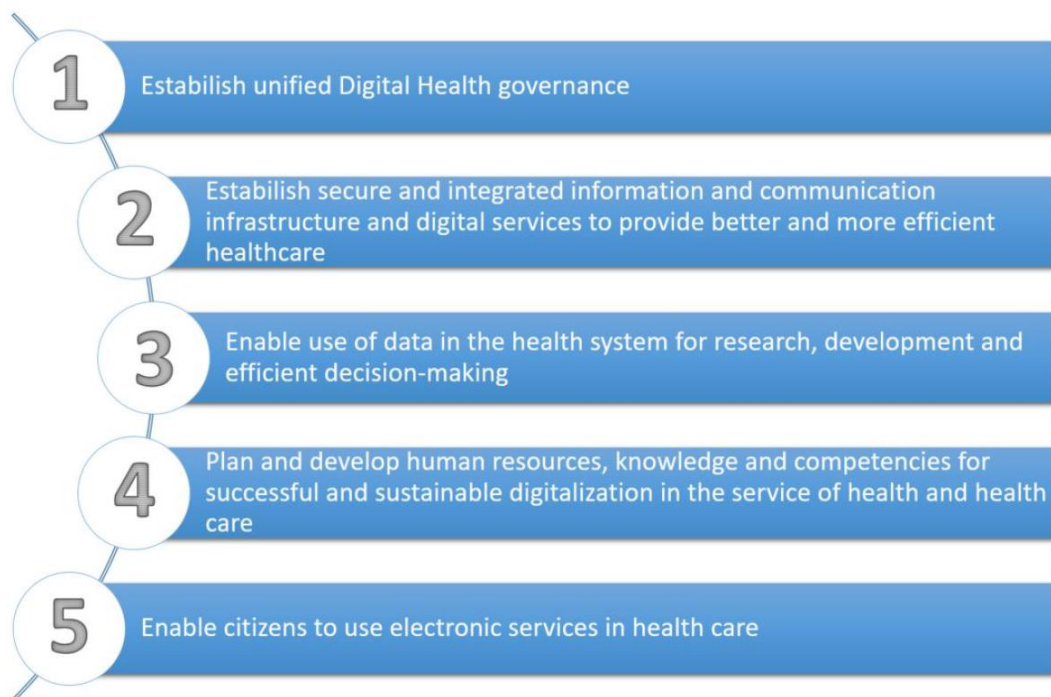 1
Estabilish unified Digital Health governance
2
Estabilish secure and integrated information and communication
infrastructure and digital services to provide better and more efficient
healthcare
3
Enable use of data in the health system for research, development and
efficient decision-making
4
Plan and develop human resources, knowledge and competencies for
successful and sustainable digitalization in the service of health and health
care
5
Enable citizens to use electronic services in health care